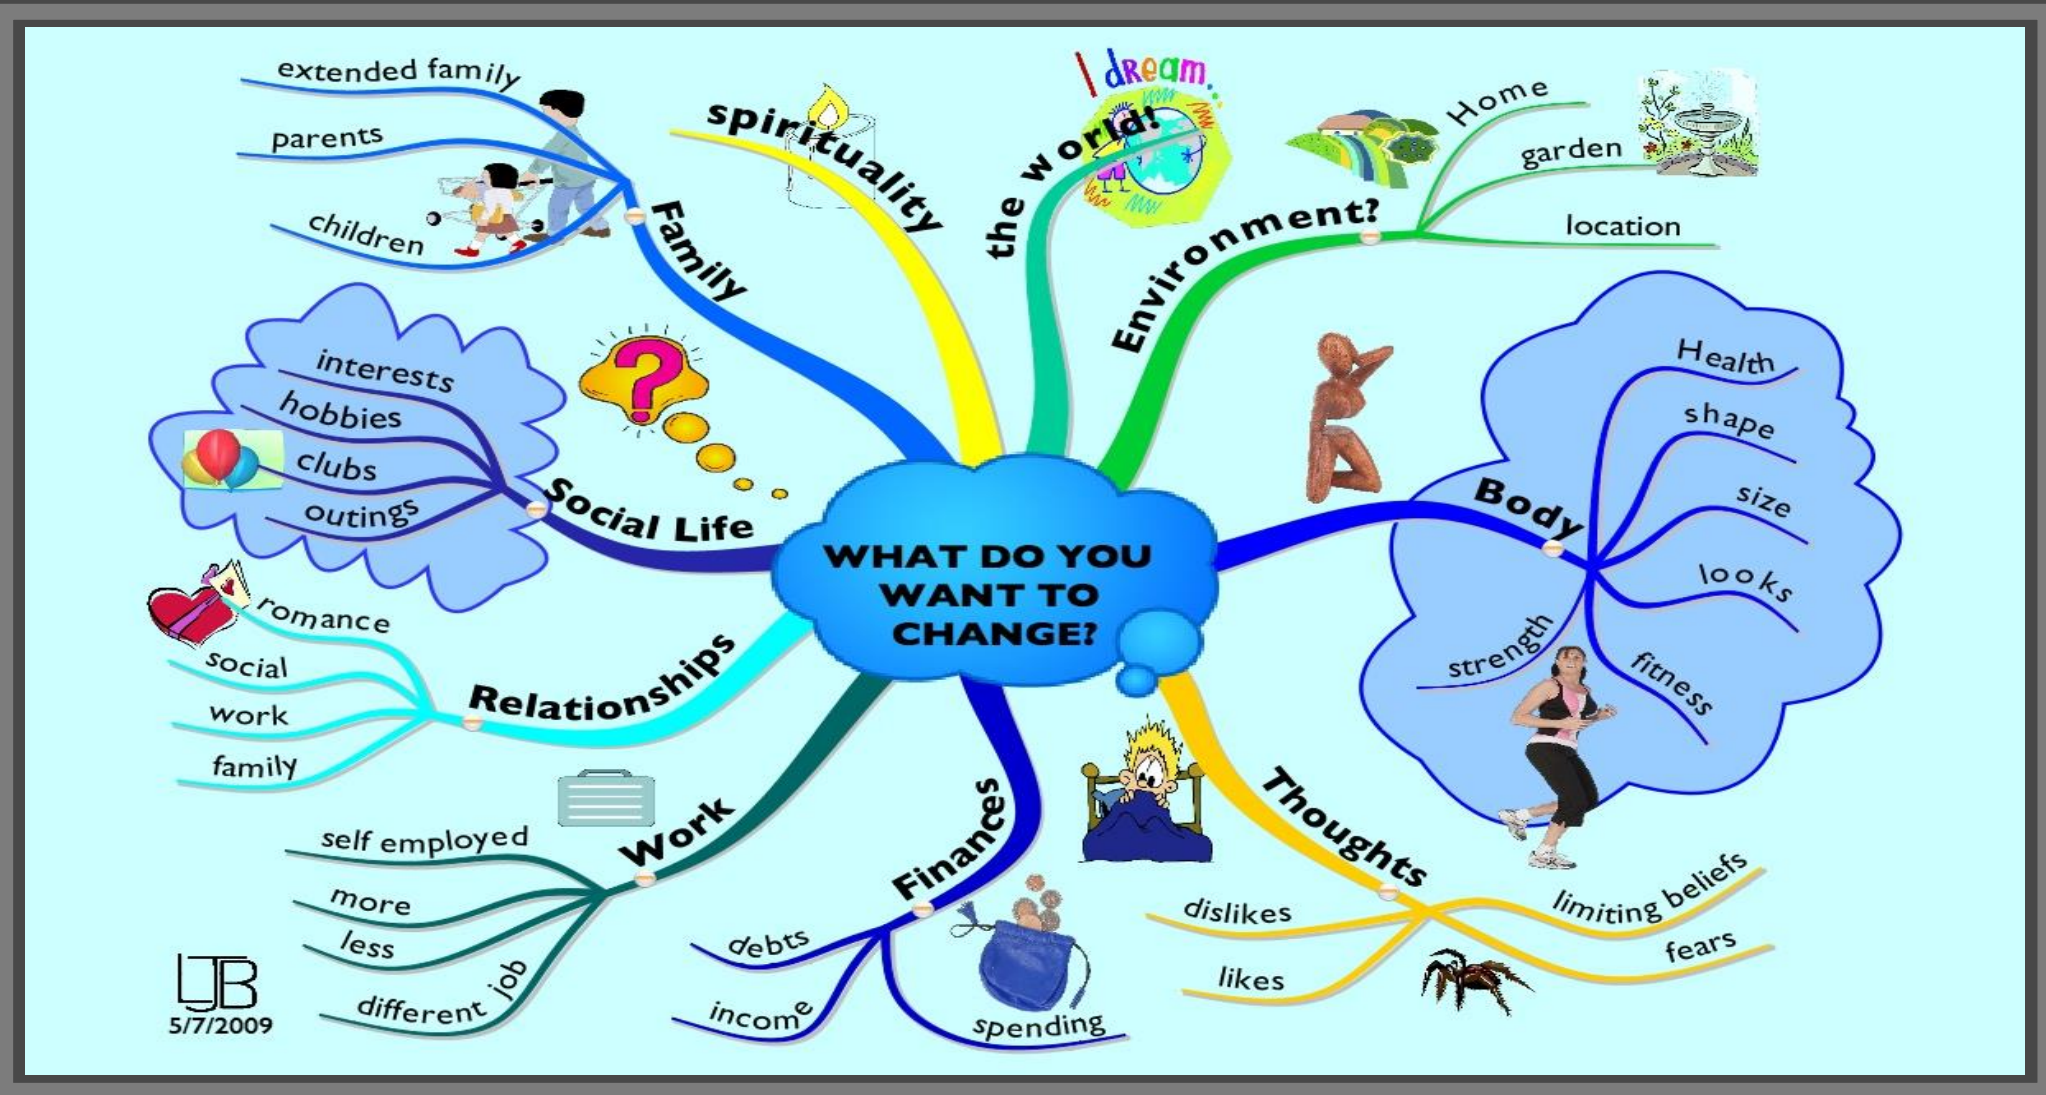 WHAT DO YOU
WANT TO
CHANGE?
spirituality
the world!
I dream...
Environment?
Home
garden
location
Body
Health
shape
size
looks
fitness
strength
Thoughts
limiting beliefs
fears
dislikes
likes
Finances
debts
income
spending
Work
self employed
more
less
different job
Relationships
romance
social
work
family
Social Life
interests
hobbies
clubs
outings
Family
extended family
parents
children
?
LJB
5/7/2009